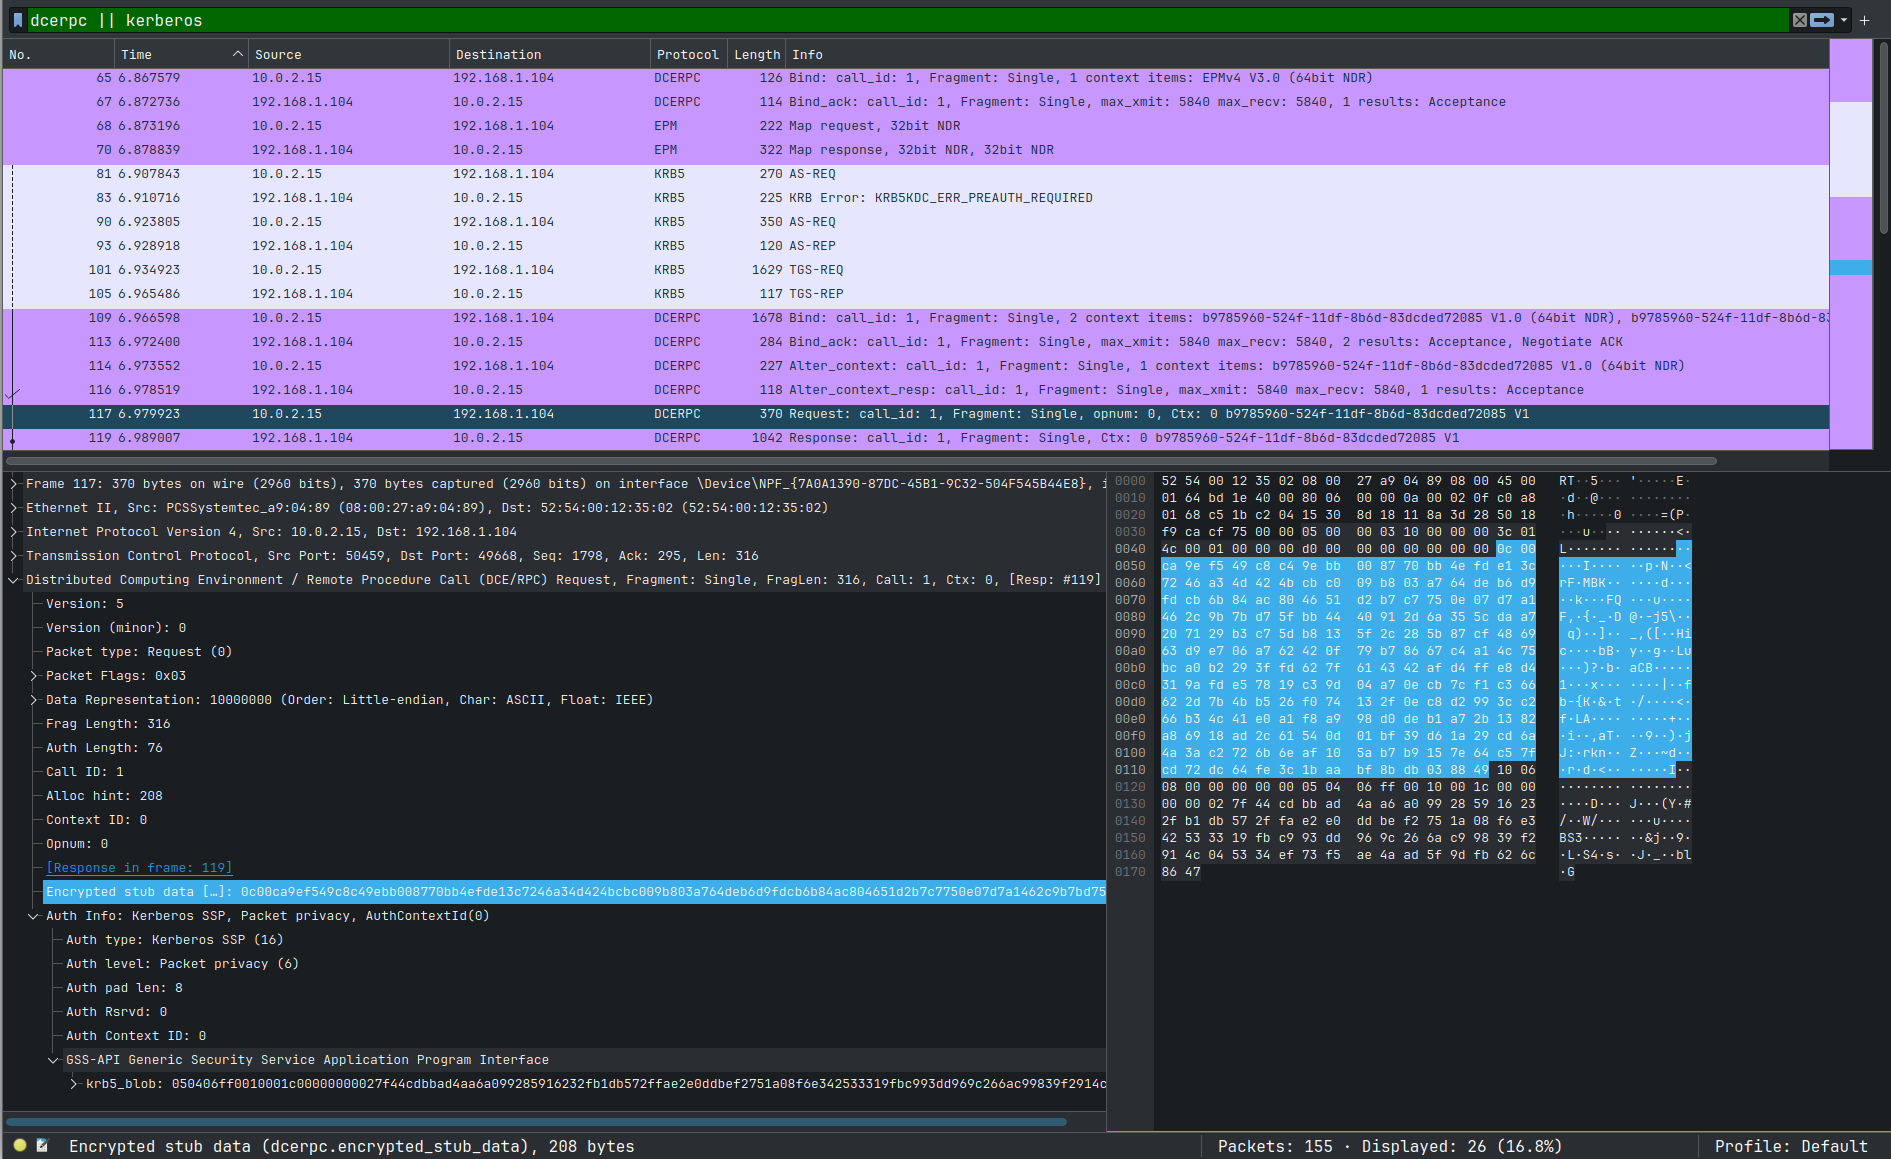 dcerpc || kerberos
No. Time Source Destination Protocol Length Info
65 6.867579 10.0.2.15 192.168.1.104 DCERPC 126 Bind: call_id: 1, Fragment: Single, 1 context items: EPMv4 V3.0 (64bit NDR)
67 6.872736 192.168.1.104 10.0.2.15 DCERPC 114 Bind_ack: call_id: 1, Fragment: Single, max_xmit: 5840 max_recv: 5840, 1 results: Acceptance
68 6.873196 10.0.2.15 192.168.1.104 EPM 222 Map request, 32bit NDR
70 6.878839 192.168.1.104 10.0.2.15 EPM 322 Map response, 32bit NDR, 32bit NDR
81 6.907843 10.0.2.15 192.168.1.104 KRB5 270 AS-REQ
83 6.910716 192.168.1.104 10.0.2.15 KRB5 225 KRB Error: KRB5KDC_ERR_PREAUTH_REQUIRED
90 6.923805 10.0.2.15 192.168.1.104 KRB5 350 AS-REQ
93 6.928918 192.168.1.104 10.0.2.15 KRB5 120 AS-REP
101 6.934923 10.0.2.15 192.168.1.104 KRB5 1629 TGS-REQ
105 6.965486 192.168.1.104 10.0.2.15 KRB5 117 TGS-REP
109 6.966598 10.0.2.15 192.168.1.104 DCERPC 1678 Bind: call_id: 1, Fragment: Single, 2 context items: b9785960-524f-11df-8b6d-83dcded72085 V1.0 (64bit NDR), b9785960-524f-11df-8b6d-83
113 6.972400 192.168.1.104 10.0.2.15 DCERPC 284 Bind_ack: call_id: 1, Fragment: Single, max_xmit: 5840 max_recv: 5840, 2 results: Acceptance, Negotiate ACK
114 6.973552 10.0.2.15 192.168.1.104 DCERPC 227 Alter_context: call_id: 1, Fragment: Single, 1 context items: b9785960-524f-11df-8b6d-83dcded72085 V1.0 (64bit NDR)
116 6.978519 192.168.1.104 10.0.2.15 DCERPC 118 Alter_context_resp: call_id: 1, Fragment: Single, max_xmit: 5840 max_recv: 5840, 1 results: Acceptance
117 6.979923 10.0.2.15 192.168.1.104 DCERPC 370 Request: call_id: 1, Fragment: Single, opnum: 0, Ctx: 0 b9785960-524f-11df-8b6d-83dcded72085 V1
119 6.989007 192.168.1.104 10.0.2.15 DCERPC 1042 Response: call_id: 1, Fragment: Single, Ctx: 0 b9785960-524f-11df-8b6d-83dcded72085 V1
Frame 117: 370 bytes on wire (2960 bits), 370 bytes captured (2960 bits) on interface \Device\NPF_{7A0A1390-87DC-45B1-9C32-504F545B44E8}, i
Ethernet II, Src: PCSSystemtec_a9:04:89 (08:00:27:a9:04:89), Dst: 52:54:00:12:35:02 (52:54:00:12:35:02)
Internet Protocol Version 4, Src: 10.0.2.15, Dst: 192.168.1.104
Transmission Control Protocol, Src Port: 50459, Dst Port: 49668, Seq: 1798, Ack: 295, Len: 316
Distributed Computing Environment / Remote Procedure Call (DCE/RPC) Request, Fragment: Single, FragLen: 316, Call: 1, Ctx: 0, [Resp: #119]
Version: 5
Version (minor): 0
Packet type: Request (0)
Packet Flags: 0x03
Data Representation: 10000000 (Order: Little-endian, Char: ASCII, Float: IEEE)
Frag Length: 316
Auth Length: 76
Call ID: 1
Alloc hint: 208
Context ID: 0
Opnum: 0
[Response in frame: 119]
Encrypted stub data […]: 0c00ca9ef549c8c49ebb008770bb4efde13c7246a34d424bcbc009b803a764deb6d9fdcb6b84ac804651d2b7c7750e07d7a1462c9b7bd75
Auth Info: Kerberos SSP, Packet privacy, AuthContextId(0)
Auth type: Kerberos SSP (16)
Auth level: Packet privacy (6)
Auth pad len: 8
Auth Rsrvd: 0
Auth Context ID: 0
GSS-API Generic Security Service Application Program Interface
krb5_blob: 050406ff0010001c00000000027f44cdbbad4aa6a099285916232fb1db572ffae2e0ddbef2751a08f6e342533319fbc993dd969c266ac99839f2914c
0000 52 54 00 12 35 02 08 00 27 a9 04 89 08 00 45 00 RT··5···'·····E·
0010 01 64 bd 1e 40 00 80 06 00 00 0a 00 02 0f c0 a8 ·d··@···········
0020 01 68 c5 1b c2 04 15 30 8d 18 11 8a 3d 28 50 18 ·h·····0····=(P·
0030 f9 ca cf 75 00 00 05 00 00 03 10 00 00 00 3c 01 ···u··········<·
0040 4c 00 01 00 00 00 d0 00 00 00 00 00 00 00 0c 00 L···············
0050 ca 9e f5 49 c8 c4 9e bb 00 87 70 bb 4e fd e1 3c ···I······p·N··<
0060 72 46 a3 4d 42 4b cb c0 09 b8 03 a7 64 de b6 d9 rF·MBK······d···
0070 fd cb 6b 84 ac 80 46 51 d2 b7 c7 75 0e 07 d7 a1 ··k···FQ···u····
0080 46 2c 9b 7b d7 5f bb 44 40 91 2d 6a 35 5c da a7 F,·{·_·D@·-j5\··
0090 20 71 29 b3 c7 5d b8 13 5f 2c 28 5b 87 cf 48 69 q)··]··_,([··Hi
00a0 63 d9 e7 06 a7 62 42 0f 79 b7 86 67 c4 a1 4c 75 c····bB·y··g··Lu
00b0 bc a0 b2 29 3f fd 62 7f 61 43 42 af d4 ff e8 d4 ···)?·b·aCB·····
00c0 31 9a fd e5 78 19 c3 9d 04 a7 0e cb 7c f1 c3 66 1···x·······|··f
00d0 62 2d 7b 4b b5 26 f0 74 13 2f 0e c8 d2 99 3c c2 b-{K·&·t·/····<·
00e0 66 b3 4c 41 e0 a1 f8 a9 98 d0 de b1 a7 2b 13 82 f·LA·········+··
00f0 a8 69 18 ad 2c 61 54 0d 01 bf 39 d6 1a 29 cd 6a ·i··,aT···9··)·j
0100 4a 3a c2 72 6b 6e af 10 5a b7 b9 15 7e 64 c5 7f J:·rkn··Z···~d··
0110 cd 72 dc 64 fe 3c 1b aa bf 8b db 03 88 49 10 06 ·r·d·<·······I··
0120 08 00 00 00 00 00 05 04 06 ff 00 10 00 1c 00 00 ················
0130 00 00 02 7f 44 cd bb ad 4a a6 a0 99 28 59 16 23 ····D···J···(Y·#
0140 2f b1 db 57 2f fa e2 e0 dd be f2 75 1a 08 f6 e3 /··W/······u····
0150 42 53 33 19 fb c9 93 dd 96 9c 26 6a c9 98 39 f2 BS3·······&j··9·
0160 91 4c 04 53 34 ef 73 f5 ae 4a ad 5f 9d fb 62 6c ·L·S4·s··J·_··bl
0170 86 47 ·G
Encrypted stub data (dcerpc.encrypted_stub_data), 208 bytes
Packets: 155 · Displayed: 26 (16.8%)
Profile: Default